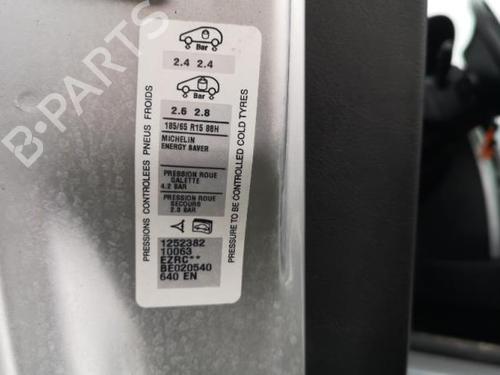 Bar
2.4 2.4
Bar
2.6 2.8
185/65 R15 88H
MICHELIN
ENERGY SAVER
PRESSION ROUE
GALETTE
4.2 BAR
PRESSION ROUE
SECOURS
2.8 BAR
1252382
10063
EZRC**
BE020540
640 EN
PRESSIONS CONTROLEES PNEUS FROIDS
PRESSURE TO BE CONTROLLED COLD TYRES
B-PARTS